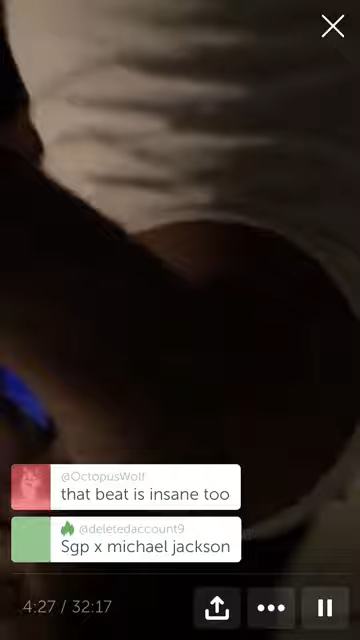 @OctopusWolf
that beat is insane too
@deletedaccount9
Sgp x michael jackson
4:27 / 32:17